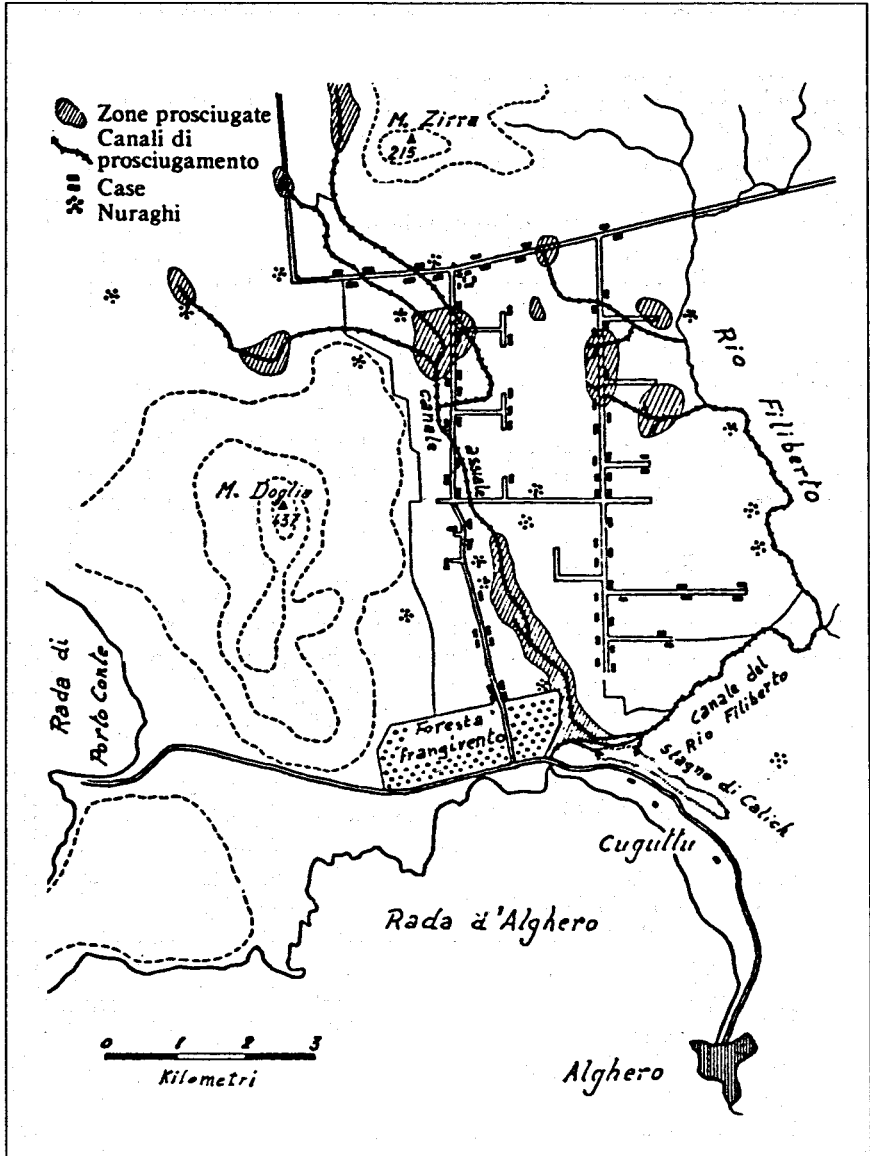 Zone prosciugate
Canali di
prosciugamento
Case
Nuraghi
M. Zirra
215
Rio
Filiberto
canale
asuale
M. Doglia
437
Rada di
Porto Conte
Foresta
frangivento
Canale del
Rio Filiberto
Stagno di Calich
Cuguttu
Rada d'Alghero
0 1 2 3
Kilometri
Alghero